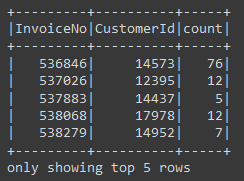 +---------+----------+-----+
|InvoiceNo|CustomerId|count|
+---------+----------+-----+
|   536846|     14573|   76|
|   537026|     12395|   12|
|   537883|     14437|    5|
|   538068|     17978|   12|
|   538279|     14952|    7|
+---------+----------+-----+
only showing top 5 rows